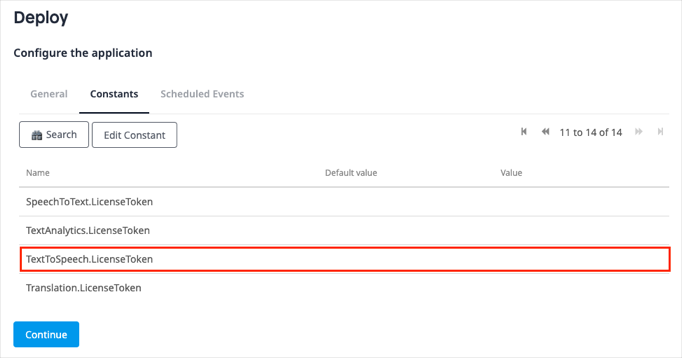 Deploy
Configure the application
General Constants Scheduled Events
Search Edit Constant 11 to 14 of 14
Name Default value Value
SpeechToText.LicenseToken
TextAnalytics.LicenseToken
TextToSpeech.LicenseToken
Translation.LicenseToken
Continue